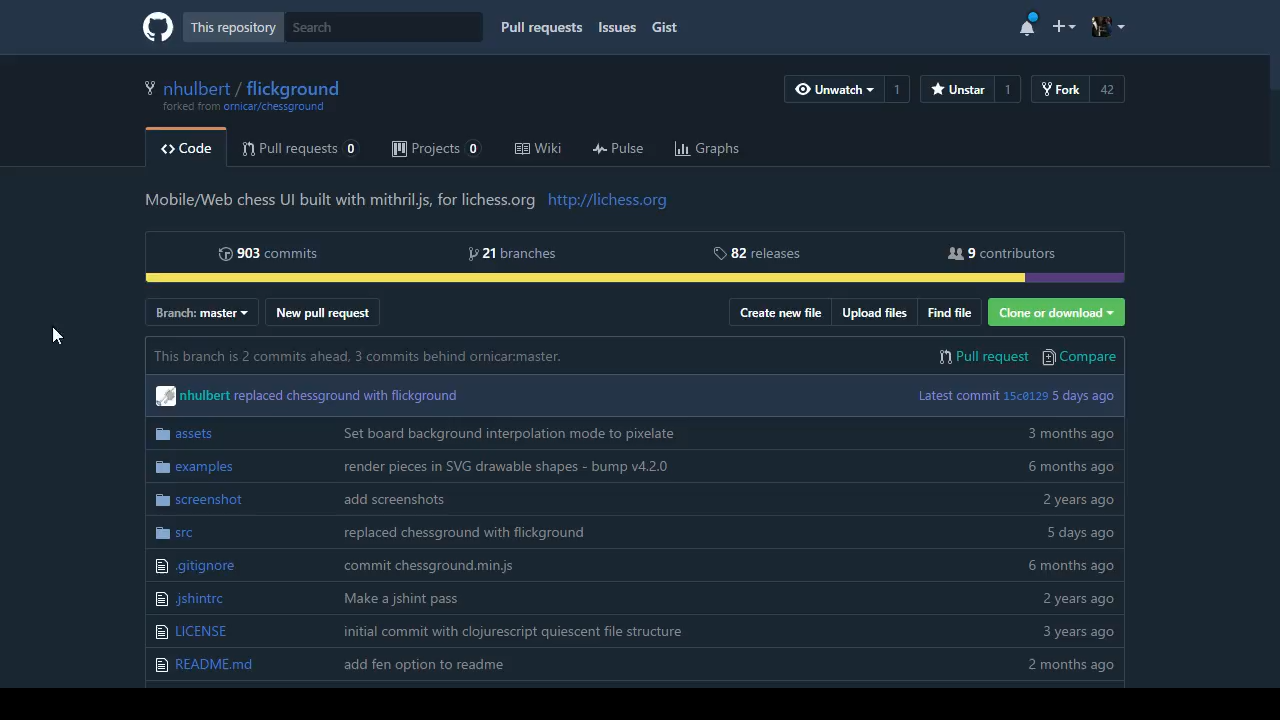 This repository Search Pull requests Issues Gist
nhulbert / flickground Unwatch 1 Unstar 1 Fork 42
forked from ornicar/chessground
Code Pull requests 0 Projects 0 Wiki Pulse Graphs
Mobile/Web chess UI built with mithril.js, for lichess.org http://lichess.org
903 commits 21 branches 82 releases 9 contributors
Branch: master New pull request Create new file Upload files Find file Clone or download
This branch is 2 commits ahead, 3 commits behind ornicar:master. Pull request Compare
nhulbert replaced chessground with flickground Latest commit 15c0129 5 days ago
assets Set board background interpolation mode to pixelate 3 months ago
examples render pieces in SVG drawable shapes - bump v4.2.0 6 months ago
screenshot add screenshots 2 years ago
src replaced chessground with flickground 5 days ago
.gitignore commit chessground.min.js 6 months ago
.jshintrc Make a jshint pass 2 years ago
LICENSE initial commit with clojurescript quiescent file structure 3 years ago
README.md add fen option to readme 2 months ago